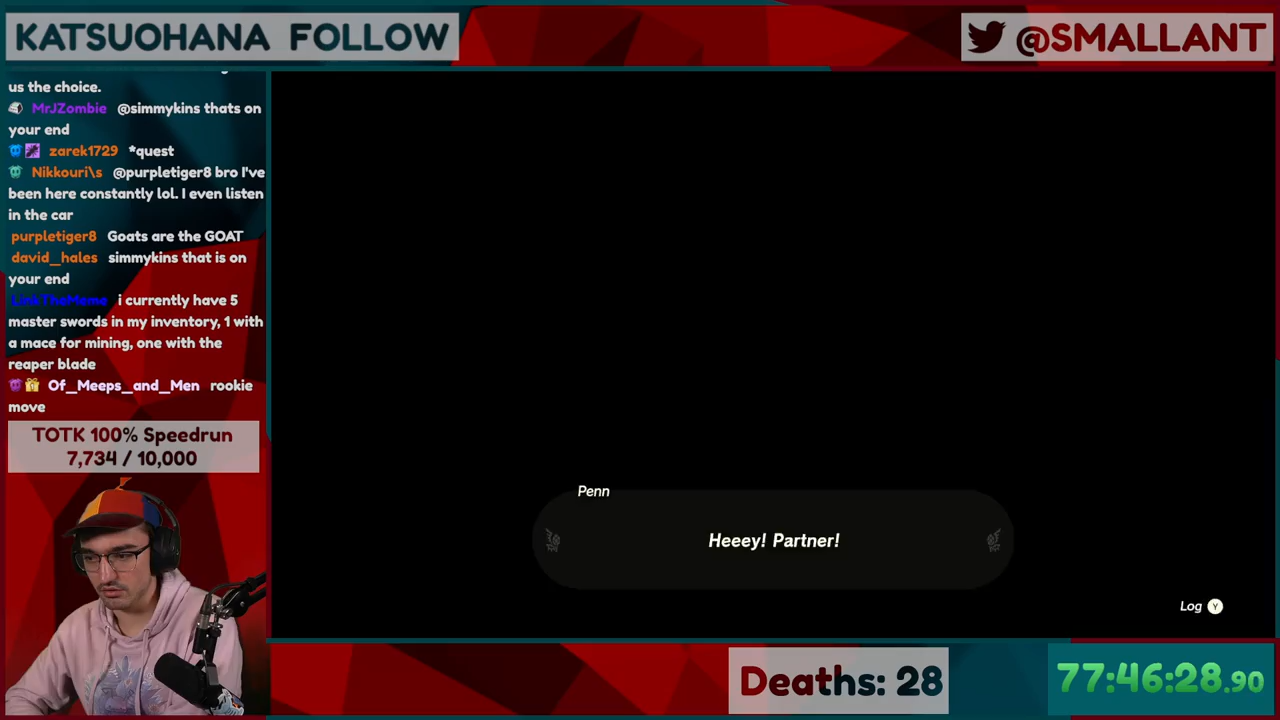 KATSUOHANA FOLLOW
@SMALLANT
us the choice.
MrJZombie @simmykins thats on
your end
zarek1729 *quest
Nikkouri\s @purpletiger8 bro I've
been here constantly lol. I even listen
in the car
purpletiger8 Goats are the GOAT
david_hales simmykins that is on
your end
LinkTheMeme i currently have 5
master swords in my inventory, 1 with
a mace for mining, one with the
reaper blade
Of_Meeps_and_Men rookie
move
TOTK 100% Speedrun
7,734 / 10,000
Penn
Heeey! Partner!
Log Y
Deaths: 28
77:46:28.90